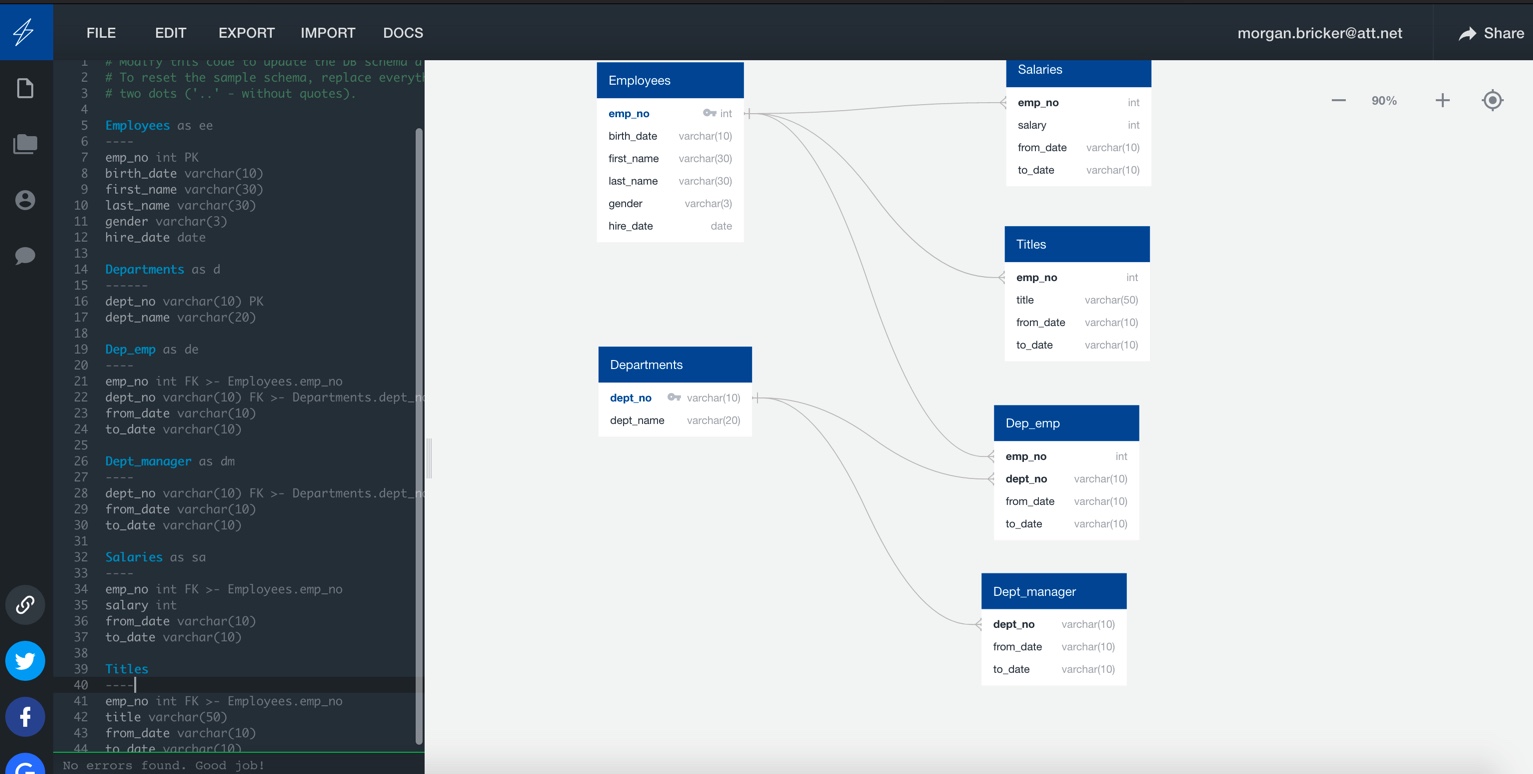 FILE EDIT EXPORT IMPORT DOCS morgan.bricker@att.net Share
1 # Modify this code to update the DB schema d
2 # To reset the sample schema, replace everyth
3 # two dots ('..' - without quotes).
4
5 Employees as ee
6 ----
7 emp_no int PK
8 birth_date varchar(10)
9 first_name varchar(30)
10 last_name varchar(30)
11 gender varchar(3)
12 hire_date date
13
14 Departments as d
15 ------
16 dept_no varchar(10) PK
17 dept_name varchar(20)
18
19 Dep_emp as de
20 ----
21 emp_no int FK >- Employees.emp_no
22 dept_no varchar(10) FK >- Departments.dept_no
23 from_date varchar(10)
24 to_date varchar(10)
25
26 Dept_manager as dm
27 ----
28 dept_no varchar(10) FK >- Departments.dept_no
29 from_date varchar(10)
30 to_date varchar(10)
31
32 Salaries as sa
33 ----
34 emp_no int FK >- Employees.emp_no
35 salary int
36 from_date varchar(10)
37 to_date varchar(10)
38
39 Titles
40 ----
41 emp_no int FK >- Employees.emp_no
42 title varchar(50)
43 from_date varchar(10)
44 to_date varchar(10)
No errors found. Good job!
Employees
emp_no int
birth_date varchar(10)
first_name varchar(30)
last_name varchar(30)
gender varchar(3)
hire_date date
Departments
dept_no varchar(10)
dept_name varchar(20)
Salaries
emp_no int
salary int
from_date varchar(10)
to_date varchar(10)
Titles
emp_no int
title varchar(50)
from_date varchar(10)
to_date varchar(10)
Dep_emp
emp_no int
dept_no varchar(10)
from_date varchar(10)
to_date varchar(10)
Dept_manager
dept_no varchar(10)
from_date varchar(10)
to_date varchar(10)
90%